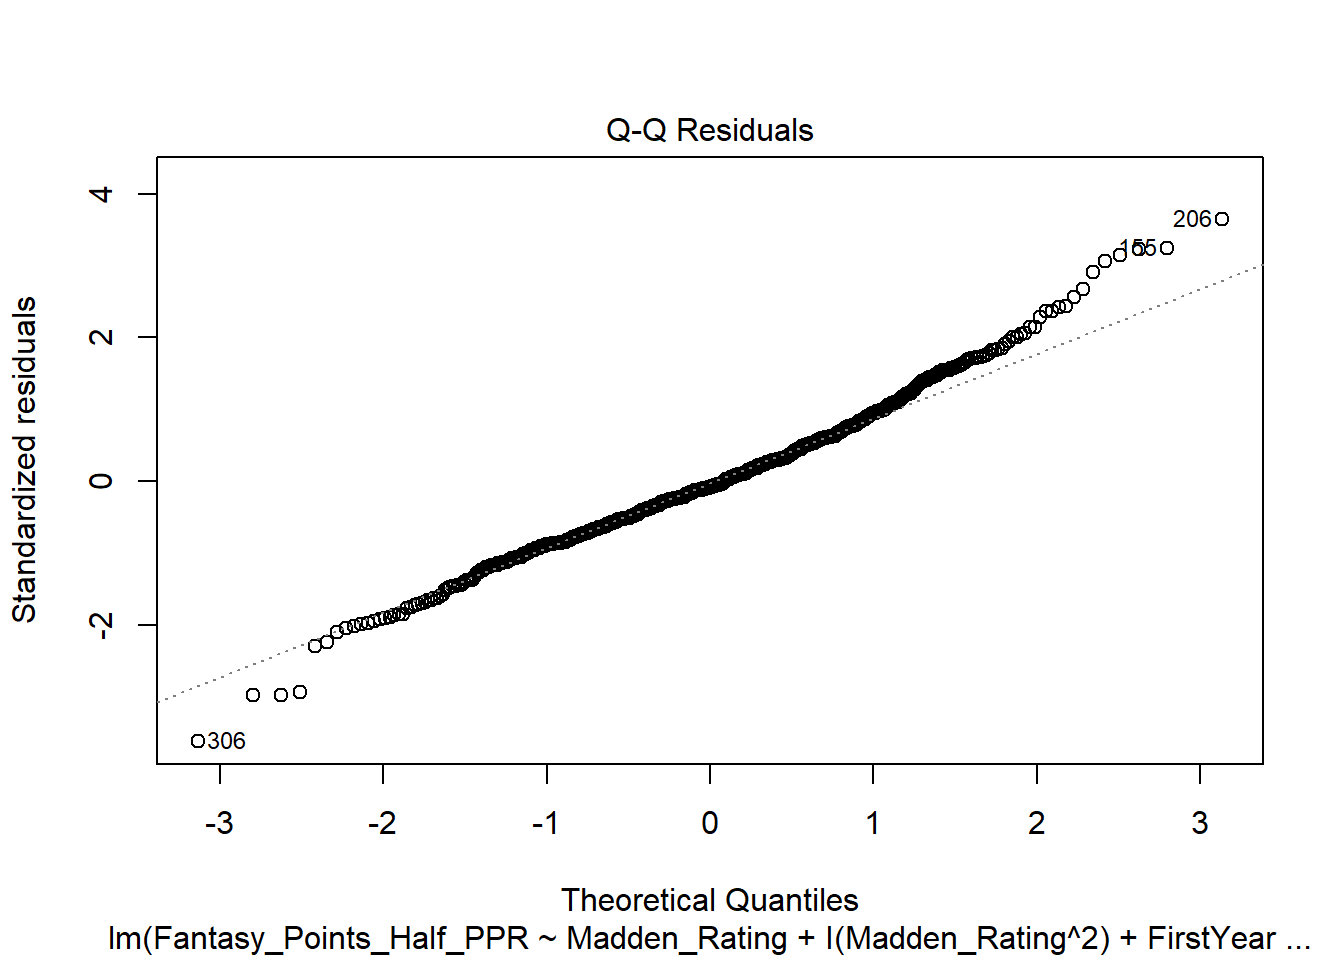 Q-Q Residuals
Standardized residuals
4
2
0
-2
206
155
306
-3 -2 -1 0 1 2 3
Theoretical Quantiles
lm(Fantasy_Points_Half_PPR ~ Madden_Rating + I(Madden_Rating^2) + FirstYear ...